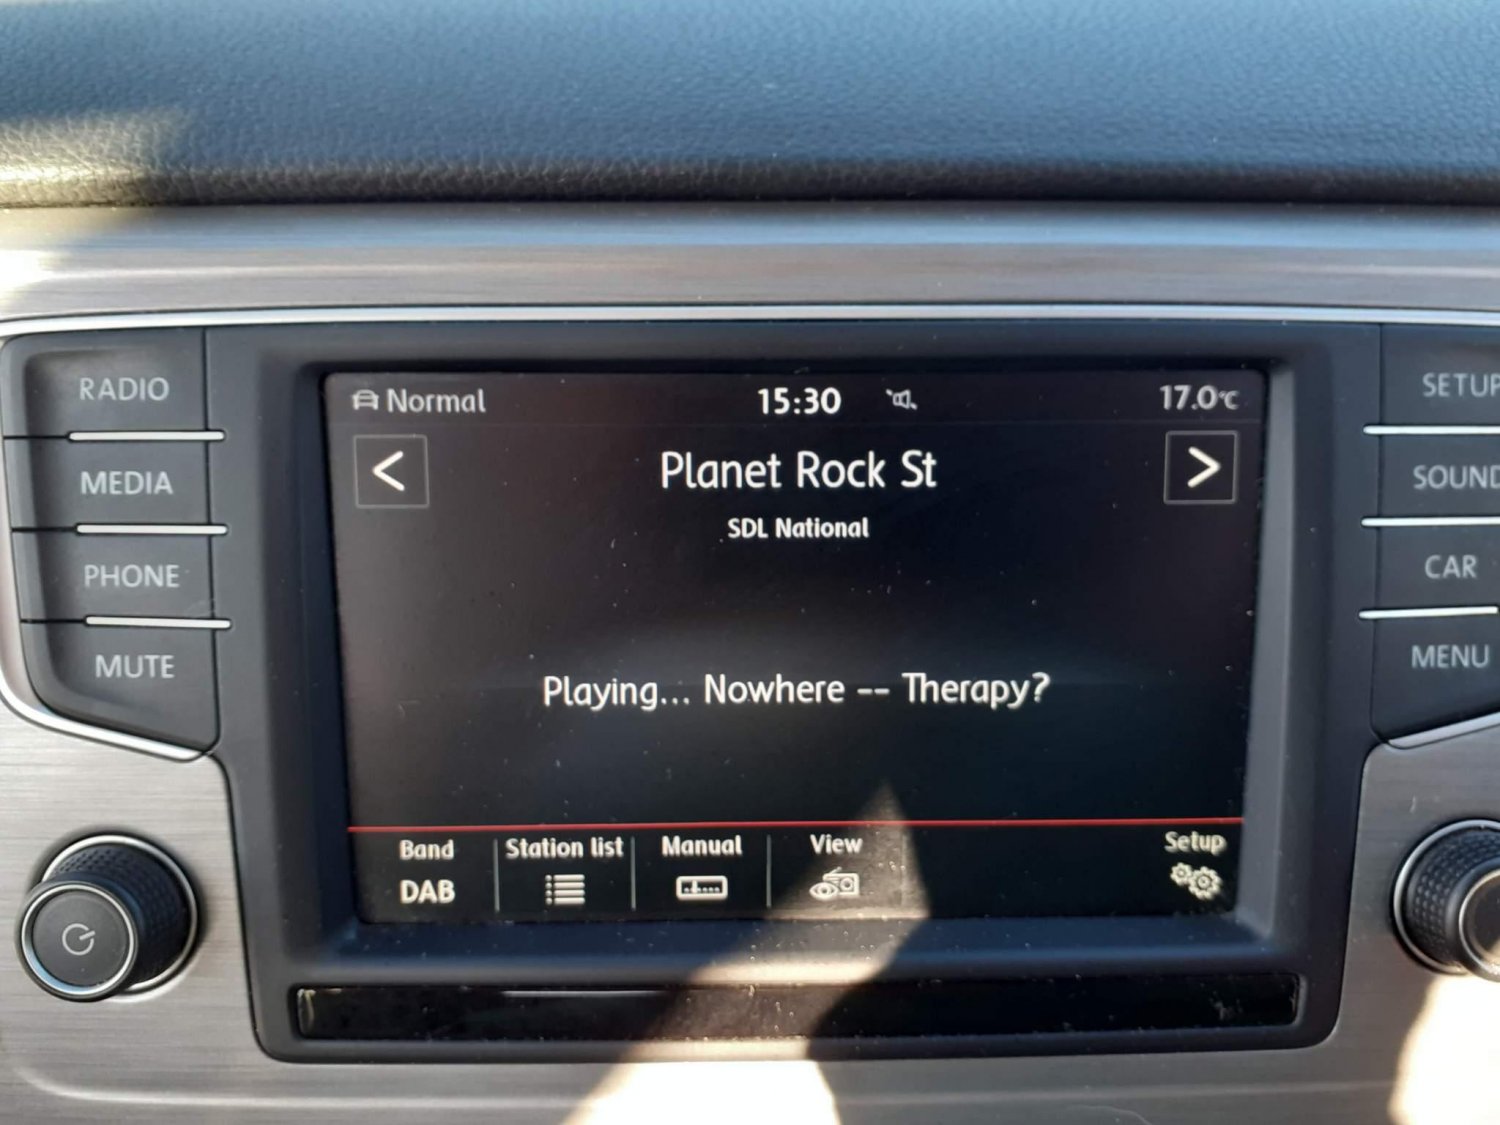 RADIO
MEDIA
PHONE
MUTE
Normal 15:30 17.0°C
<
Planet Rock St
>
SDL National
Playing... Nowhere -- Therapy?
Band Station list Manual View Setup
DAB
SETUP
SOUND
CAR
MENU